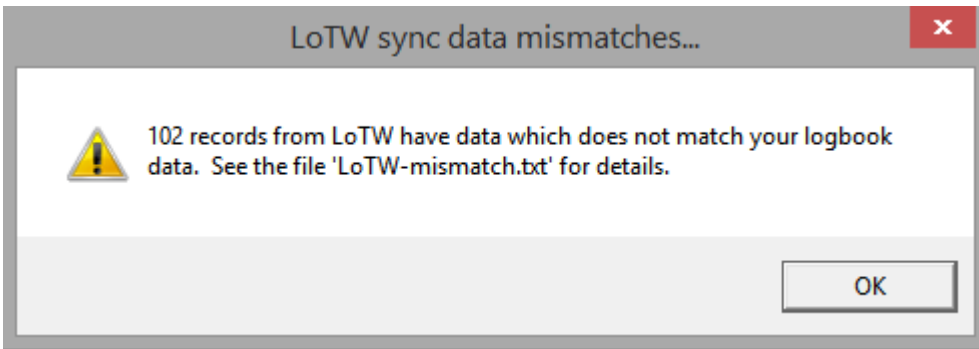 LoTW sync data mismatches...
x
102 records from LoTW have data which does not match your logbook
data.  See the file 'LoTW-mismatch.txt' for details.
OK